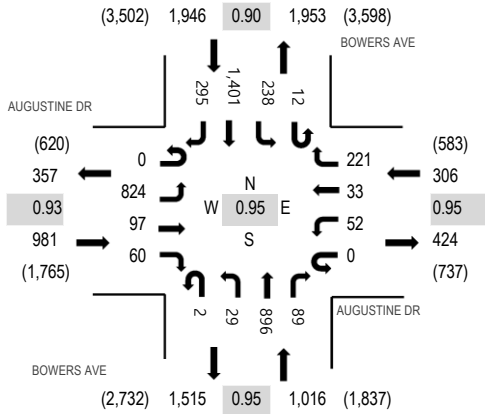 (3,502) 1,946 0.90 1,953 (3,598)
BOWERS AVE
295 1,401 238 12
AUGUSTINE DR
(620) (583)
0 221
357 306
824 N 33
0.93 W 0.95 E 0.95
97 S 52
981 424
60 0
(1,765) (737)
2 29 896 89
AUGUSTINE DR
BOWERS AVE
(2,732) 1,515 0.95 1,016 (1,837)